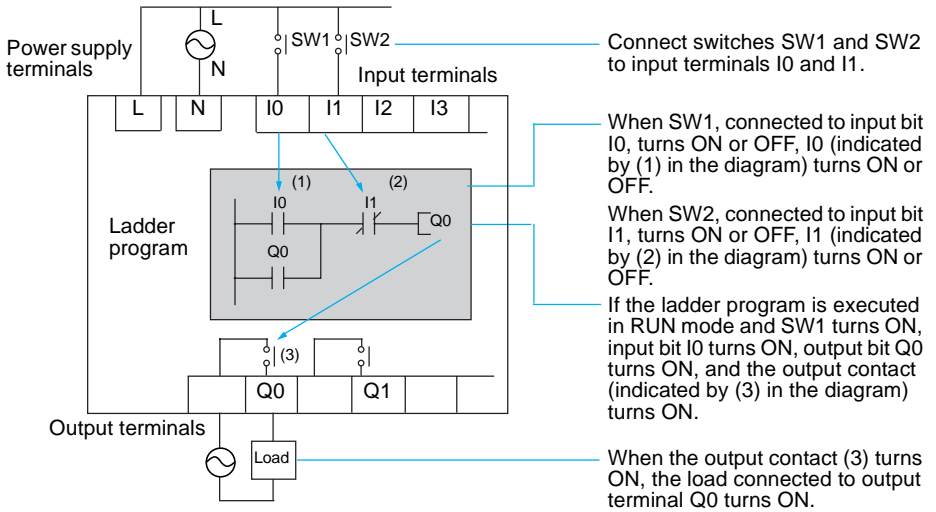 L
Power supply
terminals
N
SW1
SW2
Input terminals
L
N
I0
I1
I2
I3
Ladder
program
(1)
I0
(2)
I1
Q0
Q0
(3)
Q0
Q1
Output terminals
Load
Connect switches SW1 and SW2
to input terminals I0 and I1.
When SW1, connected to input bit
I0, turns ON or OFF, I0 (indicated
by (1) in the diagram) turns ON or
OFF.
When SW2, connected to input bit
I1, turns ON or OFF, I1 (indicated
by (2) in the diagram) turns ON or
OFF.
If the ladder program is executed
in RUN mode and SW1 turns ON,
input bit I0 turns ON, output bit Q0
turns ON, and the output contact
(indicated by (3) in the diagram)
turns ON.
When the output contact (3) turns
ON, the load connected to output
terminal Q0 turns ON.